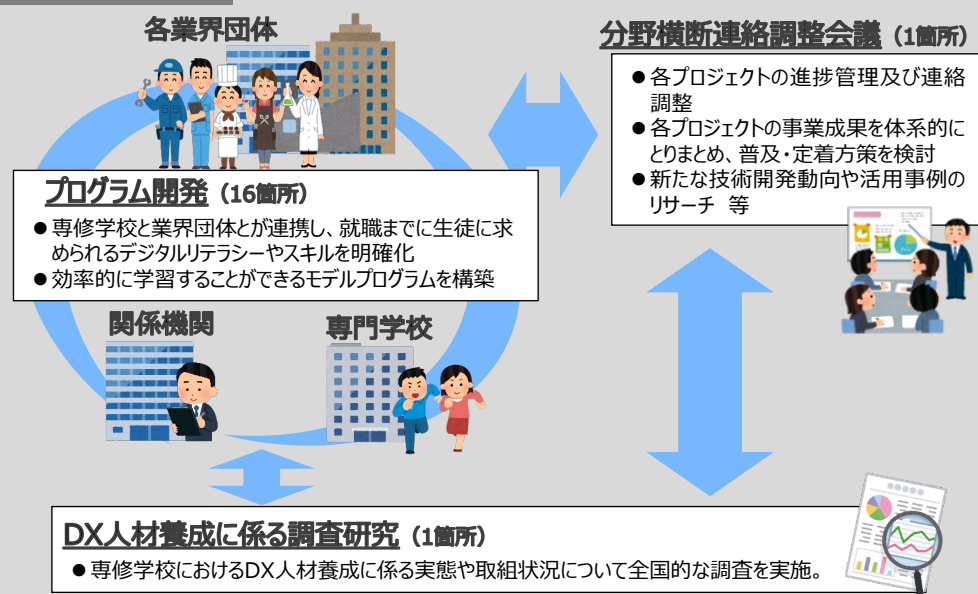 各業界団体
プログラム開発（16箇所）
●専修学校と業界団体とが連携し、就職までに生徒に求
められるデジタルリテラシーやスキルを明確化
●効率的に学習することができるモデルプログラムを構築
関係機関
専門学校
分野横断連絡調整会議（1箇所）
●各プロジェクトの進捗管理及び連絡
調整
●各プロジェクトの事業成果を体系的に
とりまとめ、普及・定着方策を検討
●新たな技術開発動向や活用事例の
リサーチ 等
DX人材養成に係る調査研究（1箇所）
●専修学校におけるDX人材養成に係る実態や取組状況について全国的な調査を実施。